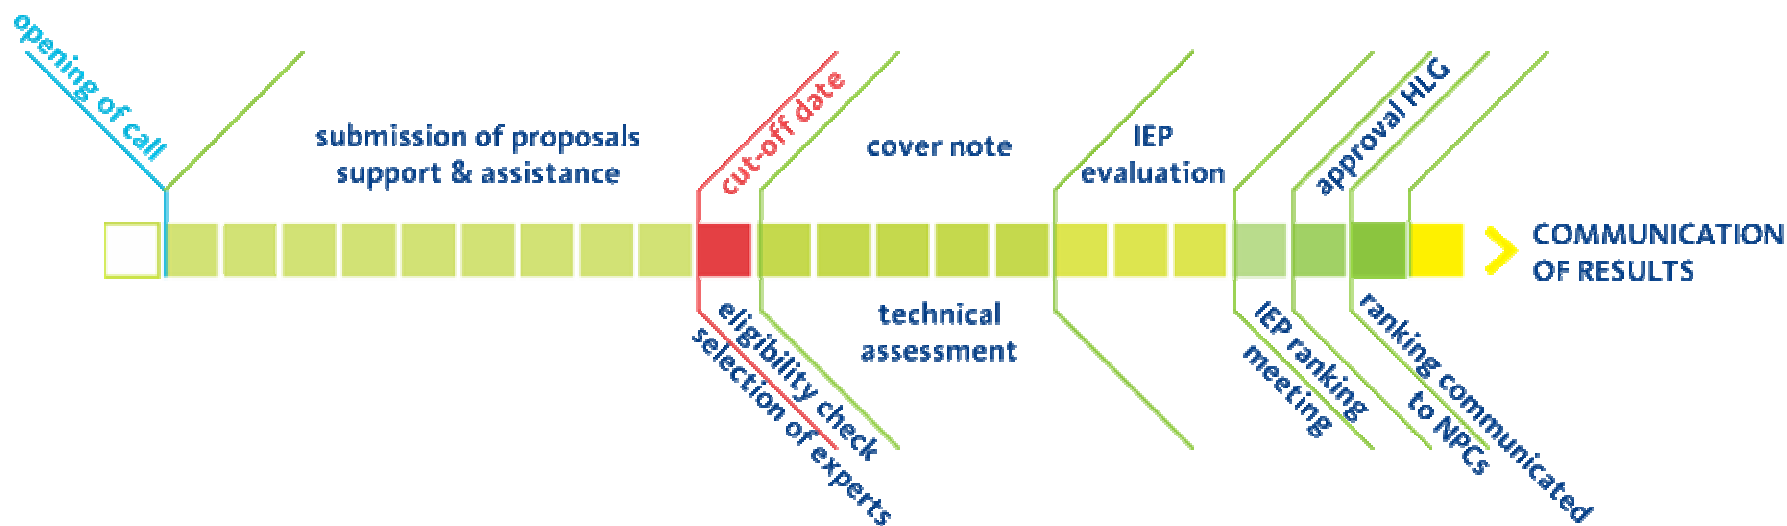 opening of call
submission of proposals
support & assistance
cut-off date
eligibility check
selection of experts
cover note
technical
assessment
IEP
evaluation
IEP ranking
meeting
approval HLG
ranking communicated
to NPCs
COMMUNICATION
OF RESULTS